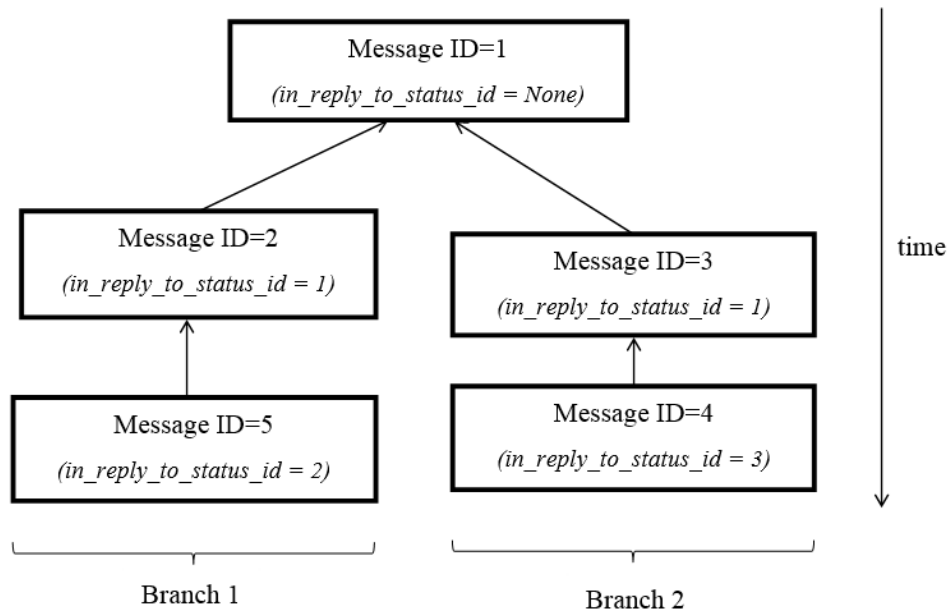 Message ID=1
(in_reply_to_status_id = None)
Message ID=2
(in_reply_to_status_id = 1)
Message ID=3
(in_reply_to_status_id = 1)
time
Message ID=5
(in_reply_to_status_id = 2)
Message ID=4
(in_reply_to_status_id = 3)
Branch 1
Branch 2